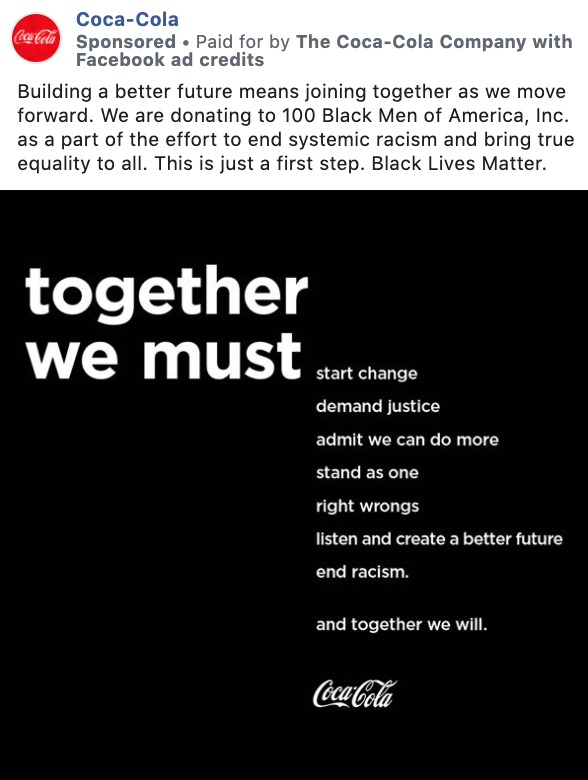 Coca-Cola
Coca-Cola
Sponsored • Paid for by The Coca-Cola Company with
Facebook ad credits
Building a better future means joining together as we move
forward. We are donating to 100 Black Men of America, Inc.
as a part of the effort to end systemic racism and bring true
equality to all. This is just a first step. Black Lives Matter.
together
we must
start change
demand justice
admit we can do more
stand as one
right wrongs
listen and create a better future
end racism.
and together we will.
Coca-Cola